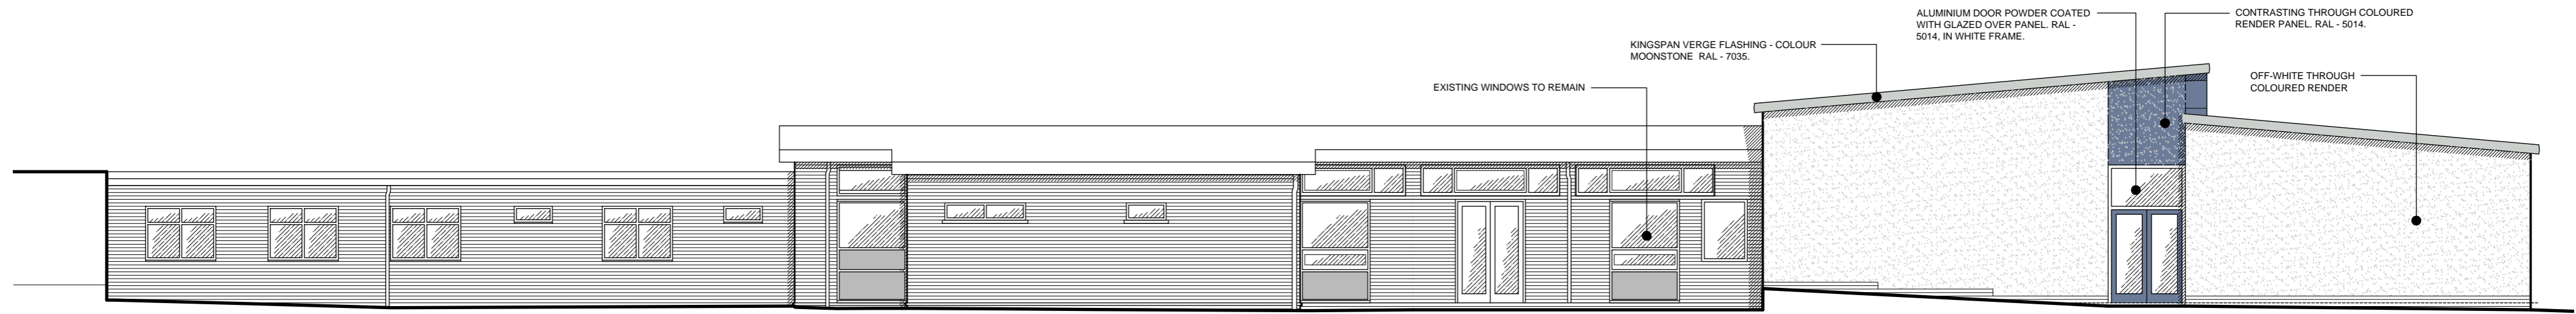 ALUMINIUM DOOR POWDER COATED
WITH GLAZED OVER PANEL. RAL -
5014, IN WHITE FRAME.
CONTRASTING THROUGH COLOURED
RENDER PANEL. RAL - 5014.
KINGSPAN VERGE FLASHING - COLOUR
MOONSTONE  RAL - 7035.
EXISTING WINDOWS TO REMAIN
OFF-WHITE THROUGH
COLOURED RENDER